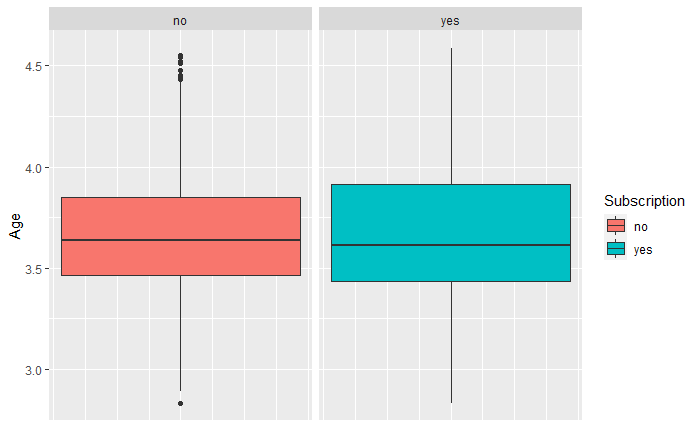 no
yes
4.5
4.0
3.5
3.0
Age
Subscription
no
yes